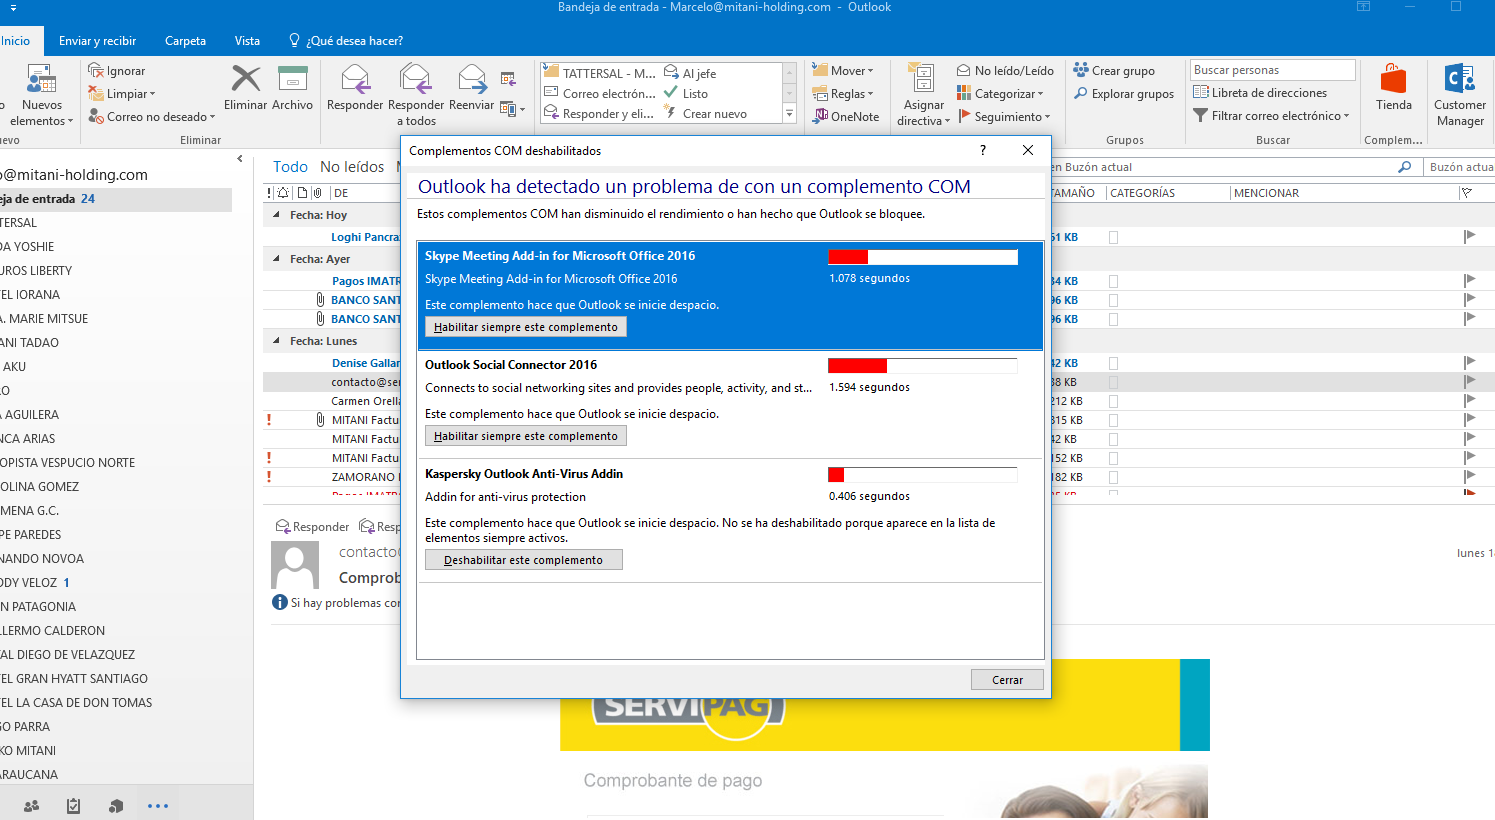 Bandeja de entrada - Marcelo@mitani-holding.com - Outlook
Inicio
Enviar y recibir
Carpeta
Vista
¿Qué desea hacer?
Nuevos
elementos
Ignorar
Limpiar
Correo no deseado
Eliminar
Archivo
Eliminar
Responder
Responder
a todos
Reenviar
TATTERSAL - M...
Correo electrón...
Responder y eli...
Al jefe
Listo
Crear nuevo
Mover
Reglas
OneNote
Asignar
directiva
No leído/Leído
Categorizar
Seguimiento
Crear grupo
Explorar grupos
Grupos
Buscar personas
Libreta de direcciones
Filtrar correo electrónico
Buscar
Tienda
Complem...
Customer
Manager
o@mitani-holding.com
eja de entrada 24
TERSAL
DA YOSHIE
UROS LIBERTY
EL IORANA
A. MARIE MITSUE
ANI TADAO
AKU
RO
A AGUILERA
NCA ARIAS
OPISTA VESPUCIO NORTE
OLINA GOMEZ
MENA G.C.
PE PAREDES
NANDO NOVOA
DDY VELOZ 1
N PATAGONIA
LLERMO CALDERON
AL DIEGO DE VELAZQUEZ
EL GRAN HYATT SANTIAGO
EL LA CASA DE DON TOMAS
GO PARRA
KO MITANI
ARAUCANA
Todo
No leídos
en Buzón actual
Buzón actua
DE
TAMAÑO
CATEGORÍAS
MENCIONAR
Fecha: Hoy
Loghi Pancra
51 KB
Fecha: Ayer
Pagos IMATR
34 KB
BANCO SANT
96 KB
BANCO SANT
96 KB
Fecha: Lunes
Denise Gallar
42 KB
contacto@ser
38 KB
Carmen Orella
212 KB
MITANI Factu
315 KB
MITANI Factu
42 KB
MITANI Factu
152 KB
ZAMORANO
182 KB
Responder
Resp
contacto@
Comprob
Si hay problemas con
lunes 1
Complementos COM deshabilitados
?
Outlook ha detectado un problema de con un complemento COM
Estos complementos COM han disminuido el rendimiento o han hecho que Outlook se bloquee.
Skype Meeting Add-in for Microsoft Office 2016
Skype Meeting Add-in for Microsoft Office 2016
1.078 segundos
Este complemento hace que Outlook se inicie despacio.
Habilitar siempre este complemento
Outlook Social Connector 2016
Connects to social networking sites and provides people, activity, and st...
1.594 segundos
Este complemento hace que Outlook se inicie despacio.
Habilitar siempre este complemento
Kaspersky Outlook Anti-Virus Addin
Addin for anti-virus protection
0.406 segundos
Este complemento hace que Outlook se inicie despacio. No se ha deshabilitado porque aparece en la lista de
elementos siempre activos.
Deshabilitar este complemento
Cerrar
SERVIPAG
Comprobante de pago